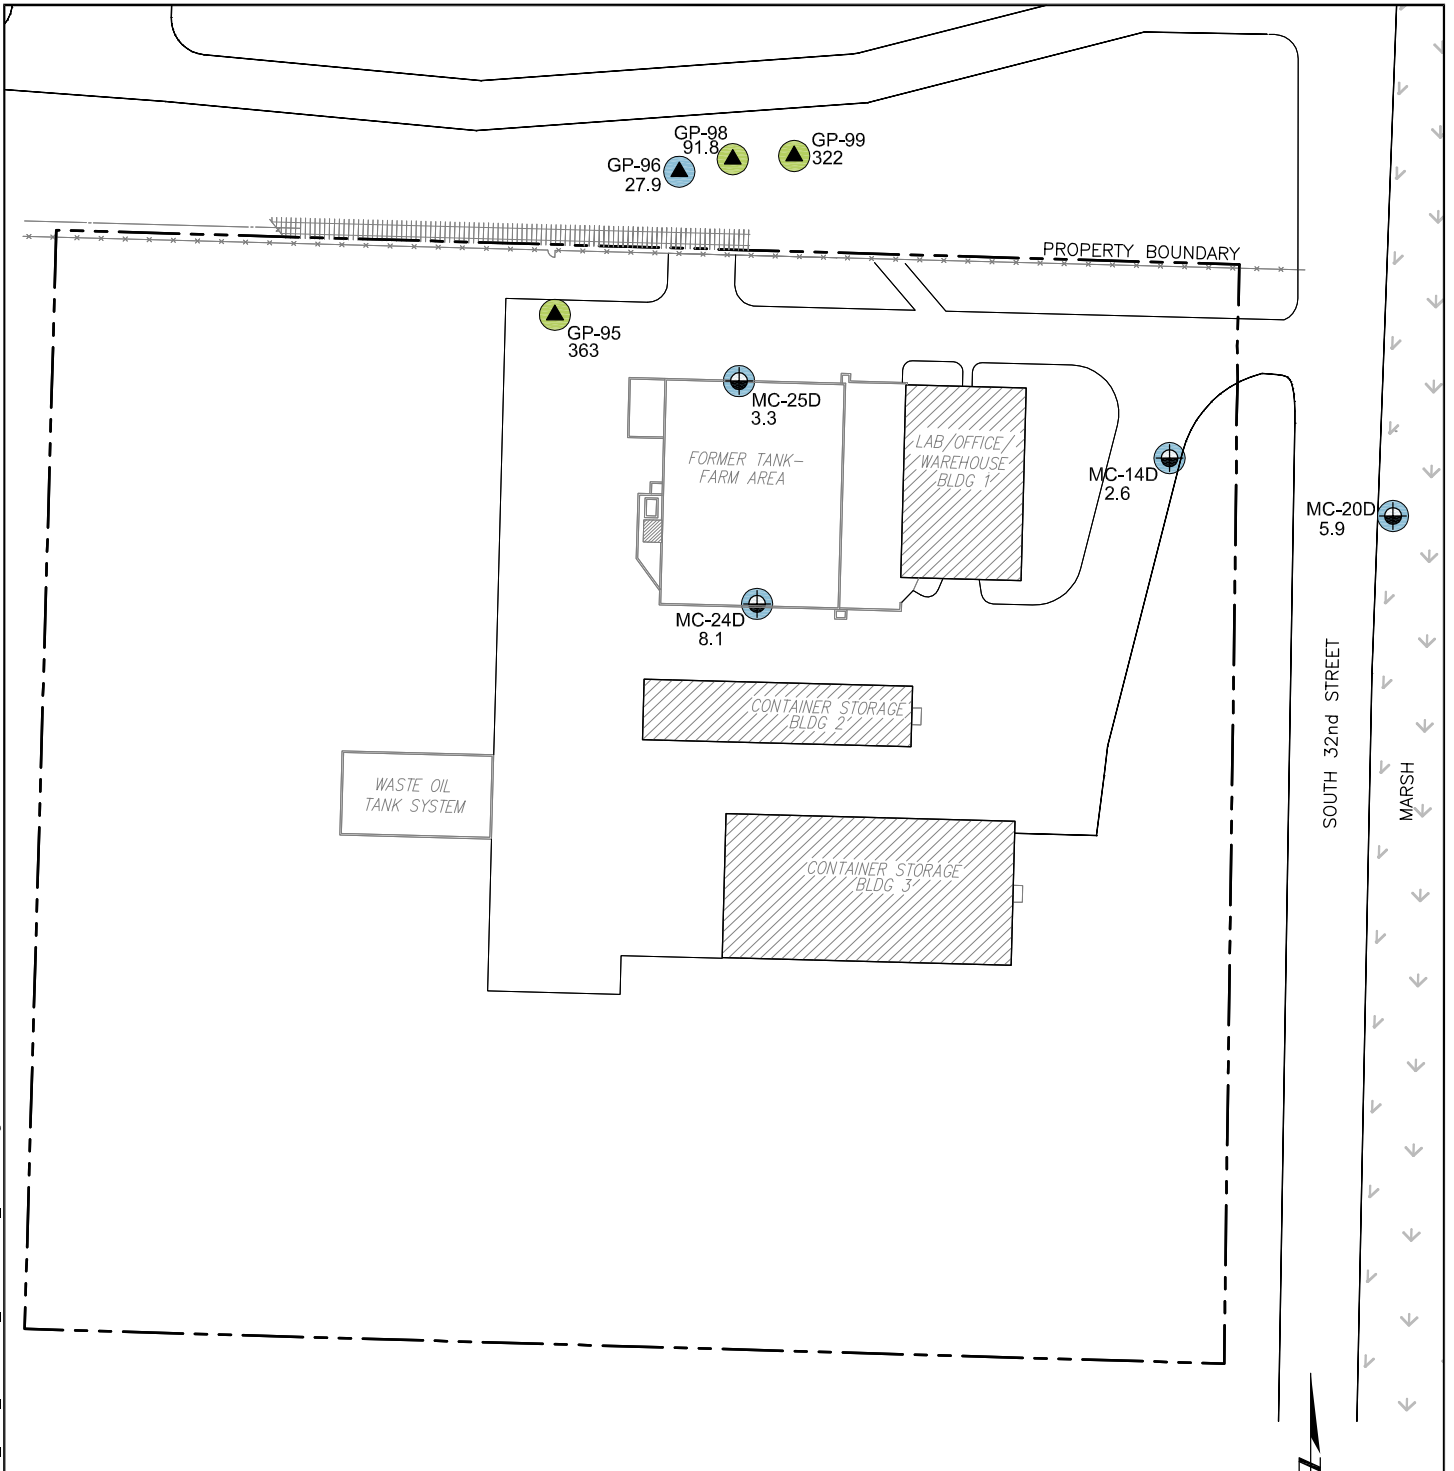 GP-98
91.8
GP-99
322
GP-96
27.9
PROPERTY BOUNDARY
GP-95
363
MC-25D
3.3
FORMER TANK-
FARM AREA
LAB/OFFICE/
WAREHOUSE
BLDG 1
MC-14D
2.6
MC-20D
5.9
MC-24D
8.1
CONTAINER STORAGE
BLDG 2
WASTE OIL
TANK SYSTEM
CONTAINER STORAGE
BLDG 3
SOUTH 32nd STREET
MARSH